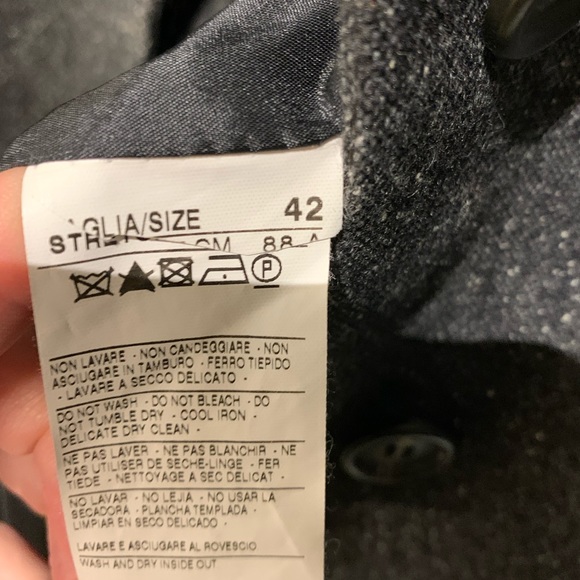 GLIA/SIZE 42
CM 88 A
P
NON LAVARE - NON CANDEGGIARE - NON
ASCIUGARE IN TAMBURO - FERRO TIEPIDO
- LAVARE A SECCO DELICATO -
DO NOT WASH - DO NOT BLEACH - DO
NOT TUMBLE DRY - COOL IRON -
DELICATE DRY CLEAN -
NE PAS LAVER - NE PAS BLANCHIR - NE
PAS UTILISER DE SECHE-LINGE - FER
TIEDE - NETTOYAGE A SEC DELICAT -
NO LAVAR - NO LEJIA - NO USAR LA
SECADORA - PLANCHA TEMPLADA -
LIMPIAR EN SECO DELICADO -
LAVARE E ASCIUGARE AL ROVESCIO
WASH AND DRY INSIDE OUT